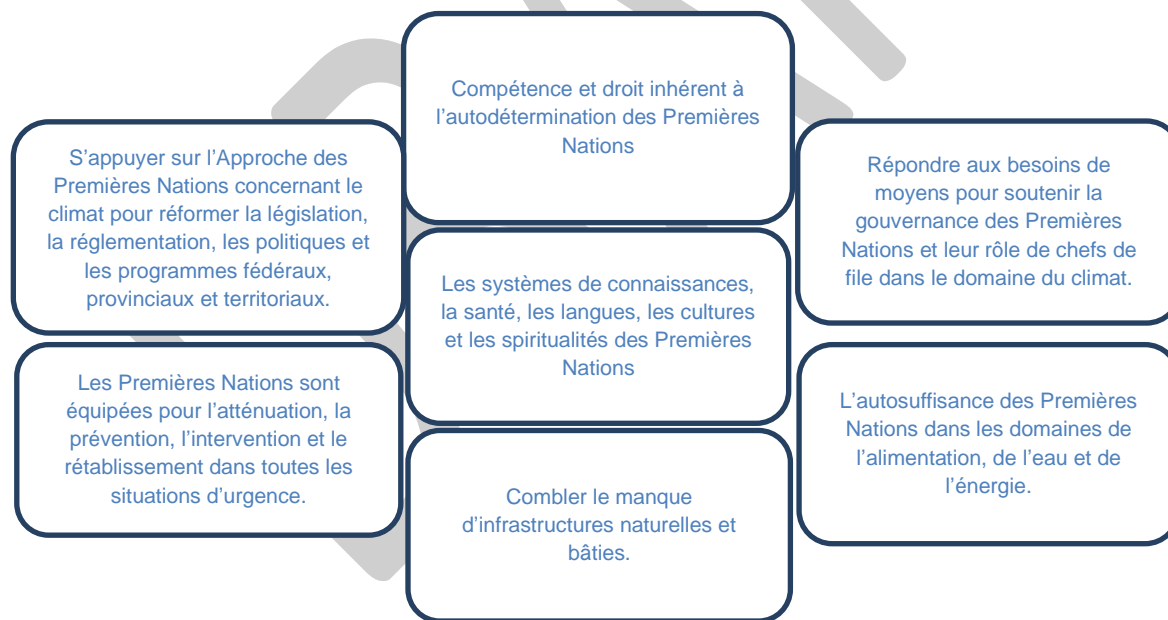 Compétence et droit inhérent à
l'autodétermination des Premières
Nations
S'appuyer sur l'Approche des
Premières Nations concernant le
climat pour réformer la législation,
la réglementation, les politiques et
les programmes fédéraux,
provinciaux et territoriaux.
Répondre aux besoins de
moyens pour soutenir la
gouvernance des Premières
Nations et leur rôle de chefs de
file dans le domaine du climat.
Les systèmes de connaissances,
la santé, les langues, les cultures
et les spiritualités des Premières
Nations
Les Premières Nations sont
équipées pour l'atténuation, la
prévention, l'intervention et le
rétablissement dans toutes les
situations d'urgence.
L'autosuffisance des Premières
Nations dans les domaines de
l'alimentation, de l'eau et de
l'énergie.
Combler le manque
d'infrastructures naturelles et
bâties.